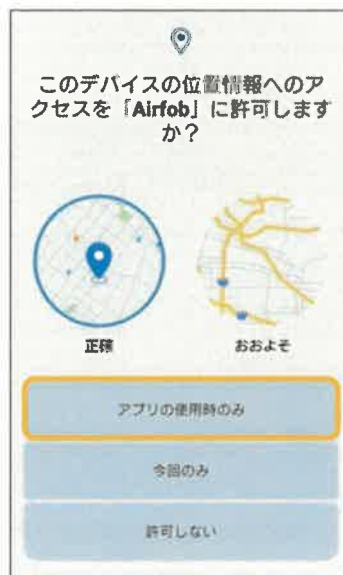 このデバイスの位置情報へのア
クセスを「Airfob」に許可します
か？
正確
おおよそ
アプリの使用時のみ
今回のみ
許可しない